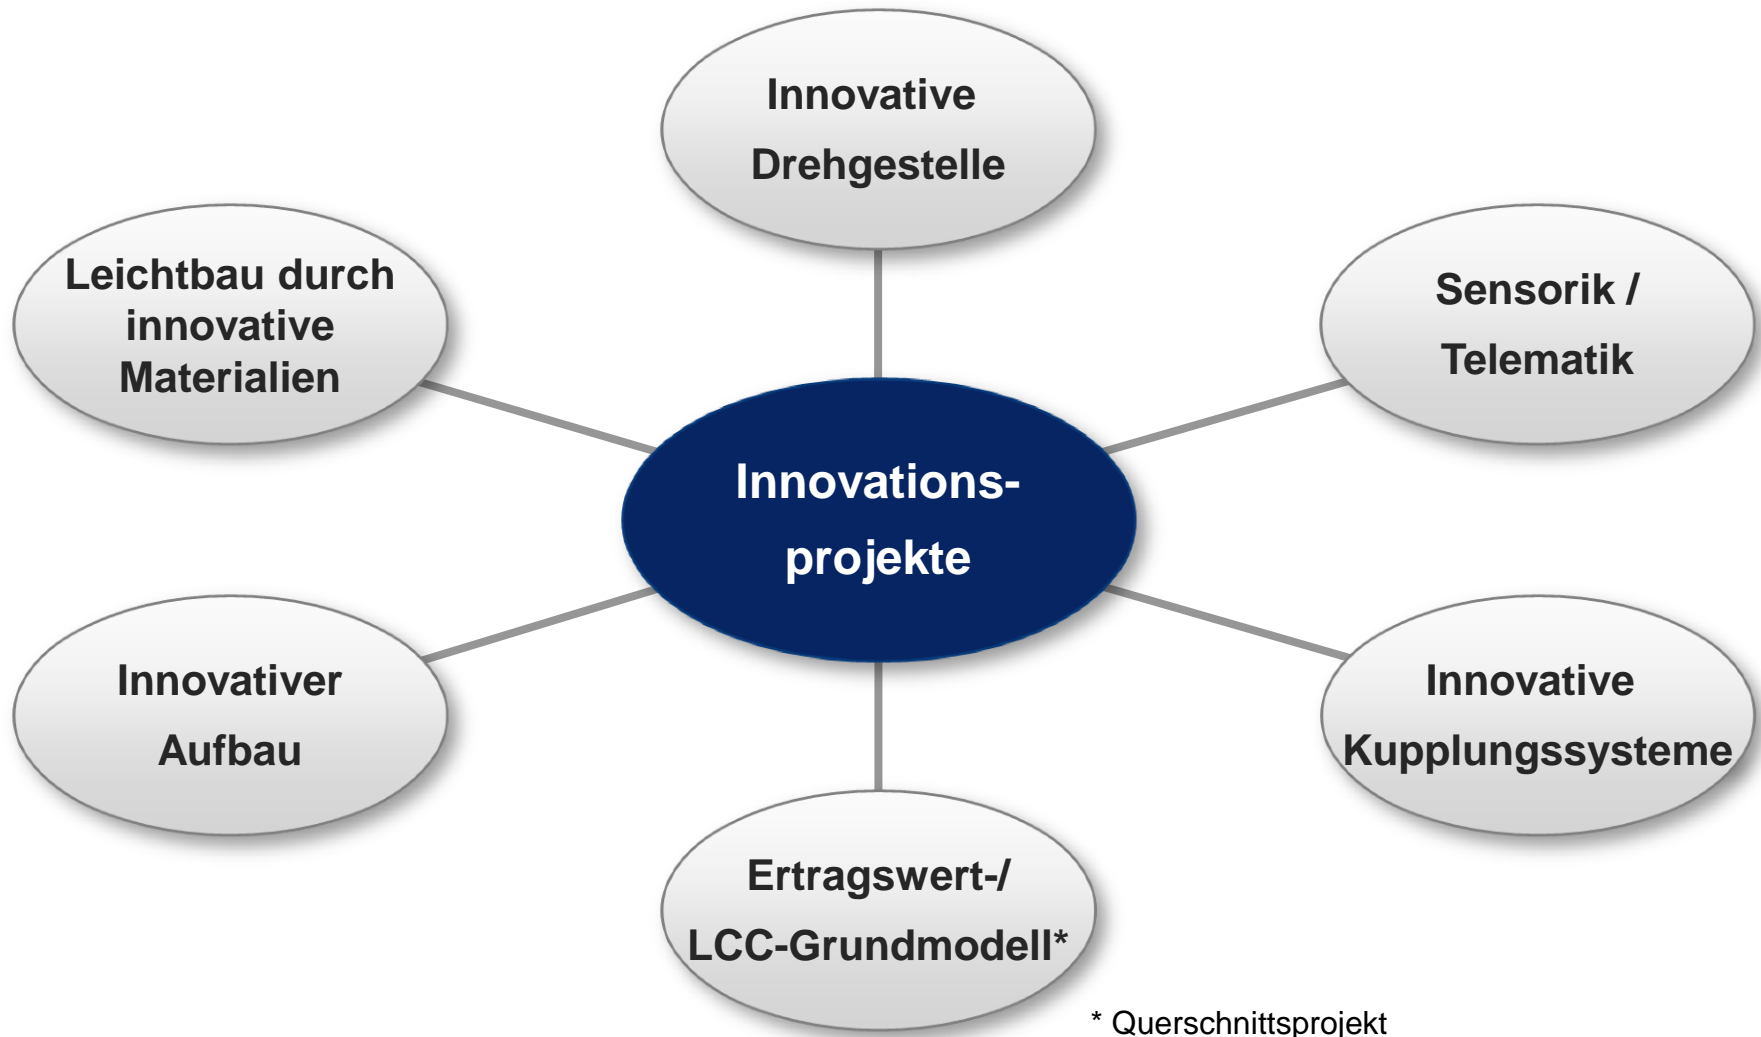 Innovative
Drehgestelle
Leichtbau durch
innovative
Materialien
Sensorik /
Telematik
Innovations-
projekte
Innovativer
Aufbau
Innovative
Kupplungssysteme
Ertragswert-/
LCC-Grundmodell*
* Querschnittsprojekt